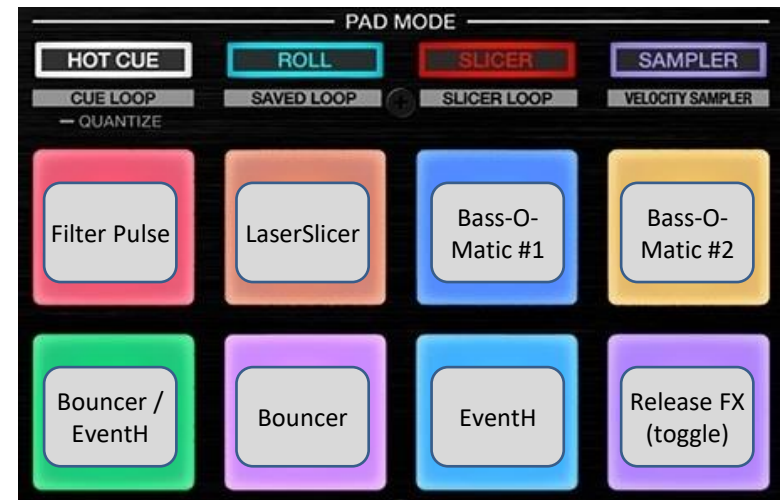 PAD MODE
HOT CUE ROLL SLICER SAMPLER
CUE LOOP SAVED LOOP SLICER LOOP VELOCITY SAMPLER
— QUANTIZE
Filter Pulse
LaserSlicer
Bass-O-
Matic #1
Bass-O-
Matic #2
Bouncer /
EventH
Bouncer
EventH
Release FX
(toggle)